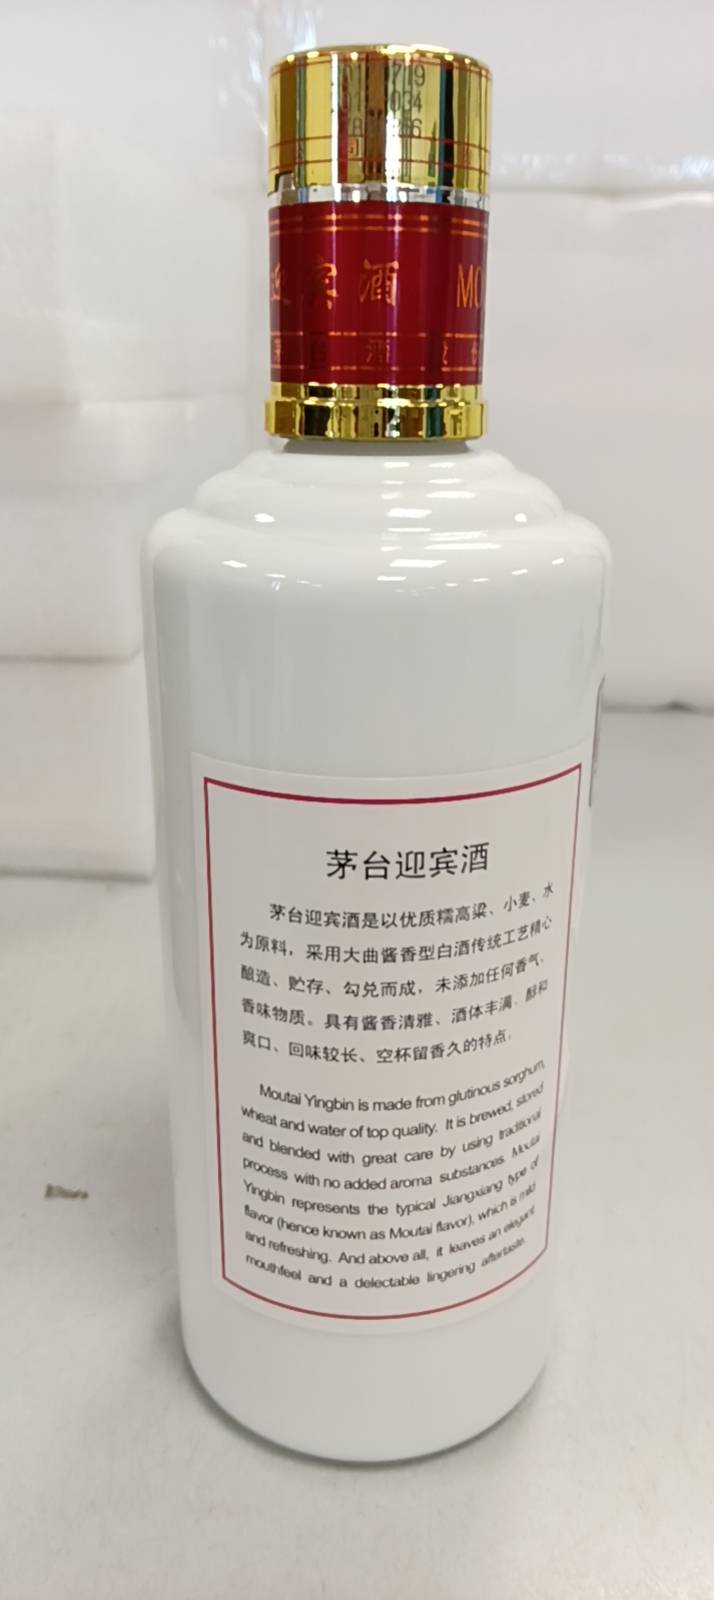 迎宾酒 MOU
茅台酒
茅台迎宾酒
茅台迎宾酒是以优质糯高粱、小麦、水
为原料，采用大曲酱香型白酒传统工艺精心
酿造、贮存、勾兑而成，未添加任何香气、
香味物质。具有酱香清雅、酒体丰满、醇和
爽口、回味较长、空杯留香久的特点。
Moutai Yingbin is made from glutinous sorghum,
wheat and water of top quality. It is brewed, stored
and blended with great care by using traditional
process with no added aroma substances. Moutai
Yingbin represents the typical Jiangxiang type of
flavor (hence known as Moutai flavor), which is mild
and refreshing. And above all, it leaves an elegant
mouthfeel and a delectable lingering aftertaste.